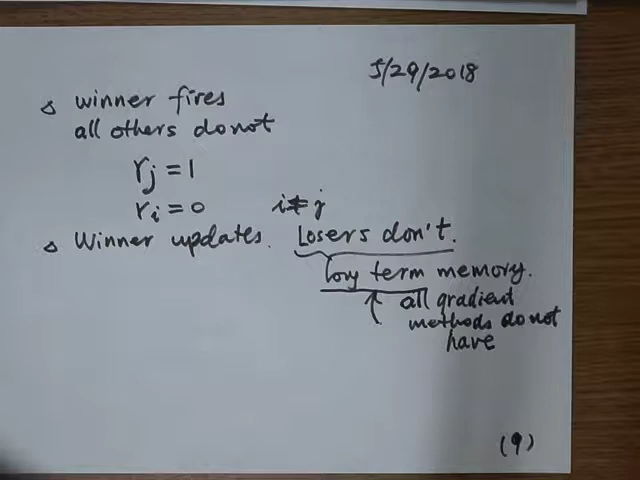 5/29/2018
△ winner fires
all others do not
rj = 1
ri = 0 i ≠ j
△ Winner updates. Losers don't.
long term memory.
↑ all gradient
methods do not
have
(9)